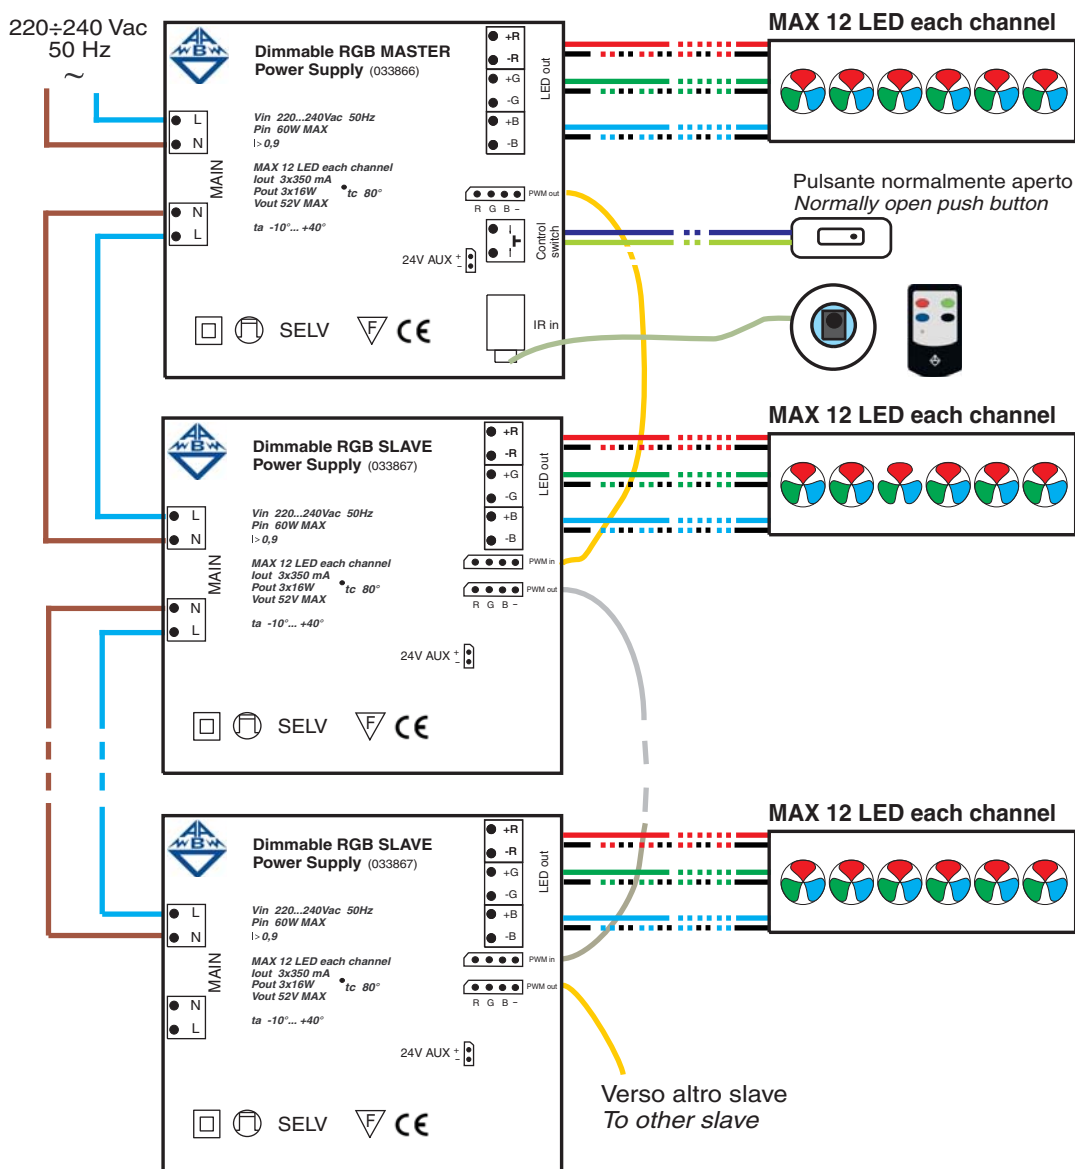 220÷240 Vac
50 Hz
~
MAX 12 LED each channel
Dimmable RGB MASTER
Power Supply (033866)
Vin 220...240Vac 50Hz
Pin 60W MAX
l>0,9
MAX 12 LED each channel
Iout 3x350 mA
Pout 3x16W
tc 80°
Vout 52V MAX
ta -10°... +40°
L
N
MAIN
N
L
+R
-R
+G
-G
+B
-B
LED out
PWM out
R G B -
Control
switch
24V AUX + -
IR in
SELV
F
CE
Pulsante normalmente aperto
Normally open push button
MAX 12 LED each channel
Dimmable RGB SLAVE
Power Supply (033867)
Vin 220...240Vac 50Hz
Pin 60W MAX
l>0,9
MAX 12 LED each channel
Iout 3x350 mA
Pout 3x16W
tc 80°
Vout 52V MAX
ta -10°... +40°
L
N
MAIN
N
L
+R
-R
+G
-G
+B
-B
LED out
PWM in
PWM out
R G B -
24V AUX + -
SELV
F
CE
MAX 12 LED each channel
Dimmable RGB SLAVE
Power Supply (033867)
Vin 220...240Vac 50Hz
Pin 60W MAX
l>0,9
MAX 12 LED each channel
Iout 3x350 mA
Pout 3x16W
tc 80°
Vout 52V MAX
ta -10°... +40°
L
N
MAIN
N
L
+R
-R
+G
-G
+B
-B
LED out
PWM in
PWM out
R G B -
24V AUX + -
SELV
F
CE
Verso altro slave
To other slave